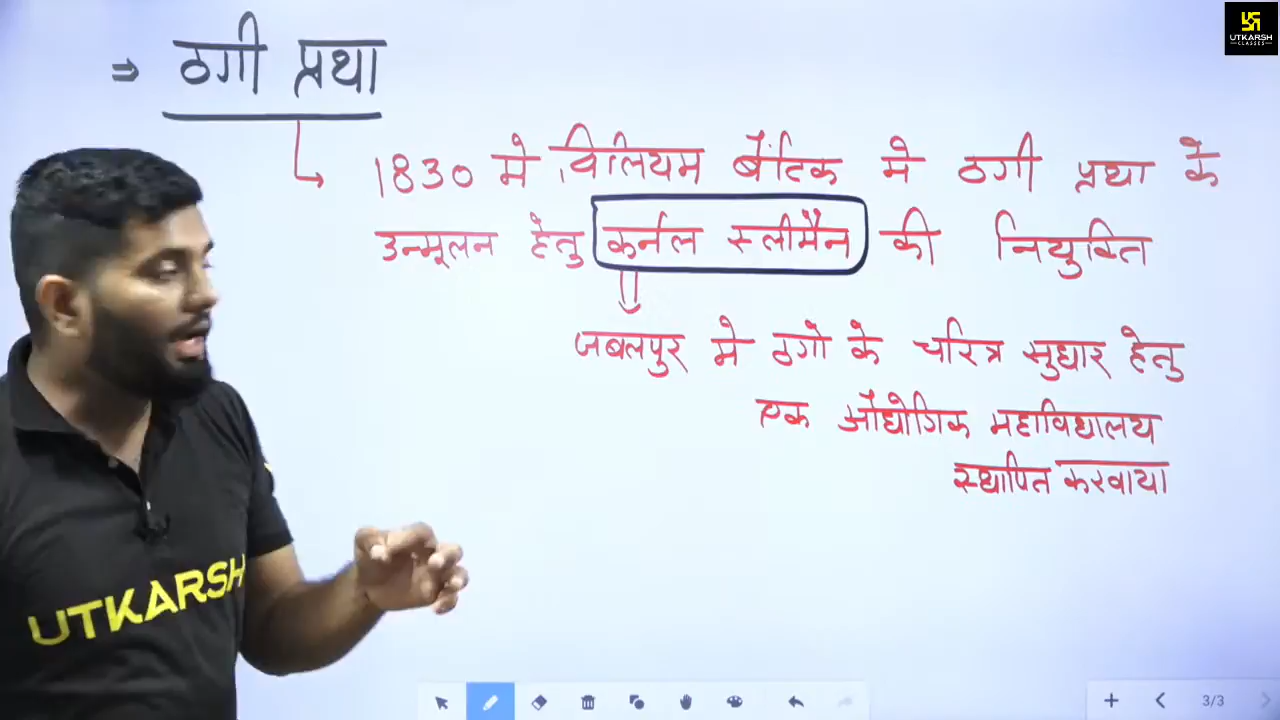 UTKARSH
CLASSES
⇒ ठगी प्रथा
1830 मे विलियम बैंटिक मे ठगी प्रथा के
उन्मूलन हेतु कर्नल स्लीमैन की नियुक्ति
जबलपुर मे ठगो के चरित्र सुधार हेतु
एक औद्योगिक महाविद्यालय
स्थापित करवाया
UTKARSH
3/3